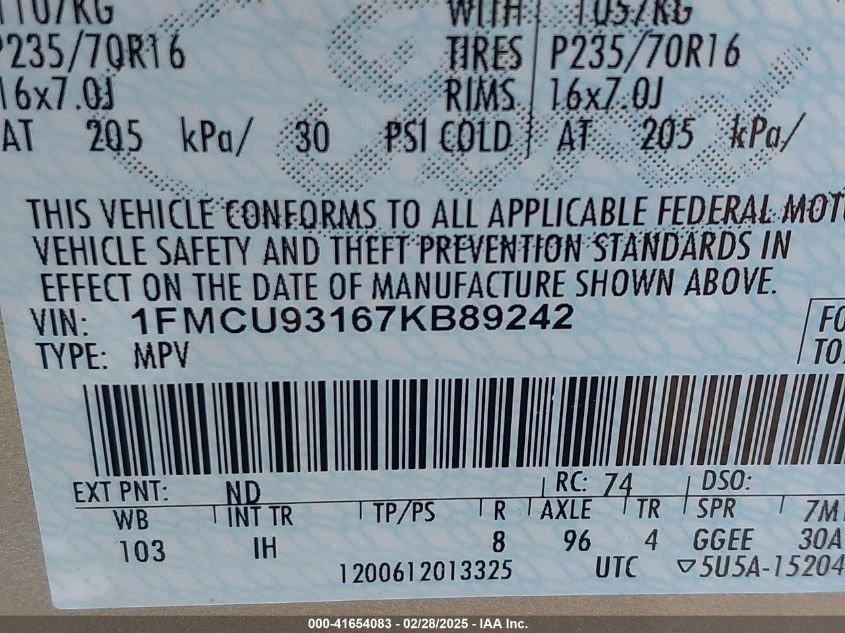 110/KG WITH 1057KG
P235/70R16 TIRES P235/70R16
16x7.0J RIMS 16x7.0J
AT 205 kPa/ 30 PSI COLD AT 205 kPa/
THIS VEHICLE CONFORMS TO ALL APPLICABLE FEDERAL MOTO
VEHICLE SAFETY AND THEFT PREVENTION STANDARDS IN
EFFECT ON THE DATE OF MANUFACTURE SHOWN ABOVE.
VIN: 1FMCU93167KB89242 FO
TYPE: MPV TO
EXT PNT: ND RC: 74 DSO:
WB INT TR TP/PS R AXLE TR SPR 7M
103 IH 8 96 4 GGEE 30A
1200612013325 UTC ▽5U5A-15204
000-41654083 - 02/28/2025 - IAA Inc.